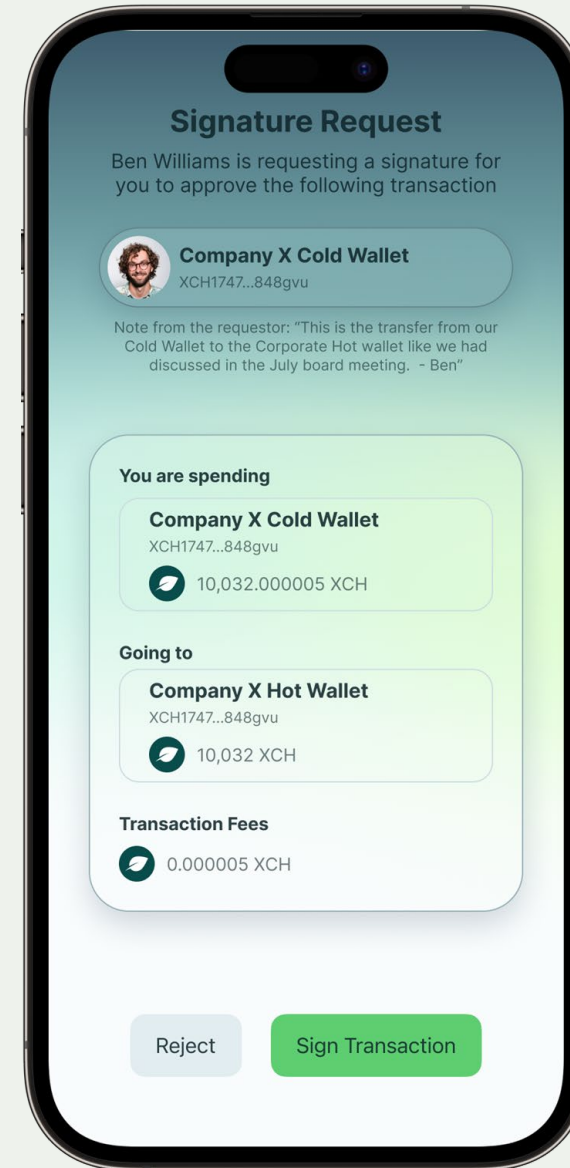 Signature Request
Ben Williams is requesting a signature for
you to approve the following transaction
Company X Cold Wallet
XCH1747...848gvu
Note from the requestor: “This is the transfer from our
Cold Wallet to the Corporate Hot wallet like we had
discussed in the July board meeting.  - Ben”
You are spending
Company X Cold Wallet
XCH1747...848gvu
10,032.000005 XCH
Going to
Company X Hot Wallet
XCH1747...848gvu
10,032 XCH
Transaction Fees
0.000005 XCH
Reject
Sign Transaction